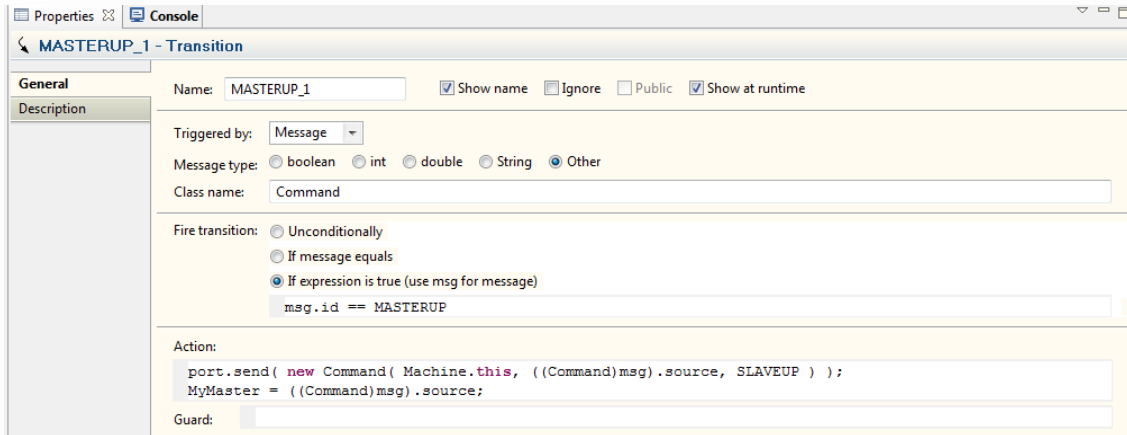 Properties Console
MASTERUP_1 - Transition
General
Description
Name: MASTERUP_1 Show name Ignore Public Show at runtime
Triggered by: Message
Message type: boolean int double String Other
Class name: Command
Fire transition: Unconditionally
If message equals
If expression is true (use msg for message)
msg.id == MASTERUP
Action:
port.send( new Command( Machine.this, ((Command)msg).source, SLAVEUP ) );
MyMaster = ((Command)msg).source;
Guard: